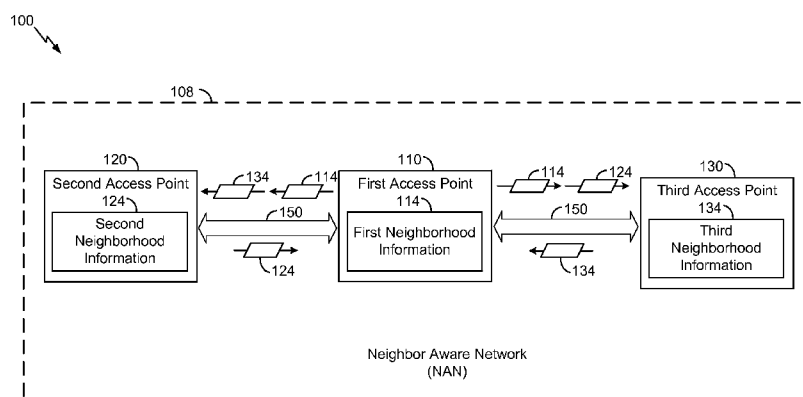 100
108
120
134
114
110
114
124
130
Second Access Point
First Access Point
Third Access Point
124
150
114
150
134
Second
Neighborhood
Information
First Neighborhood
Information
Third
Neighborhood
Information
124
134
Neighbor Aware Network
(NAN)